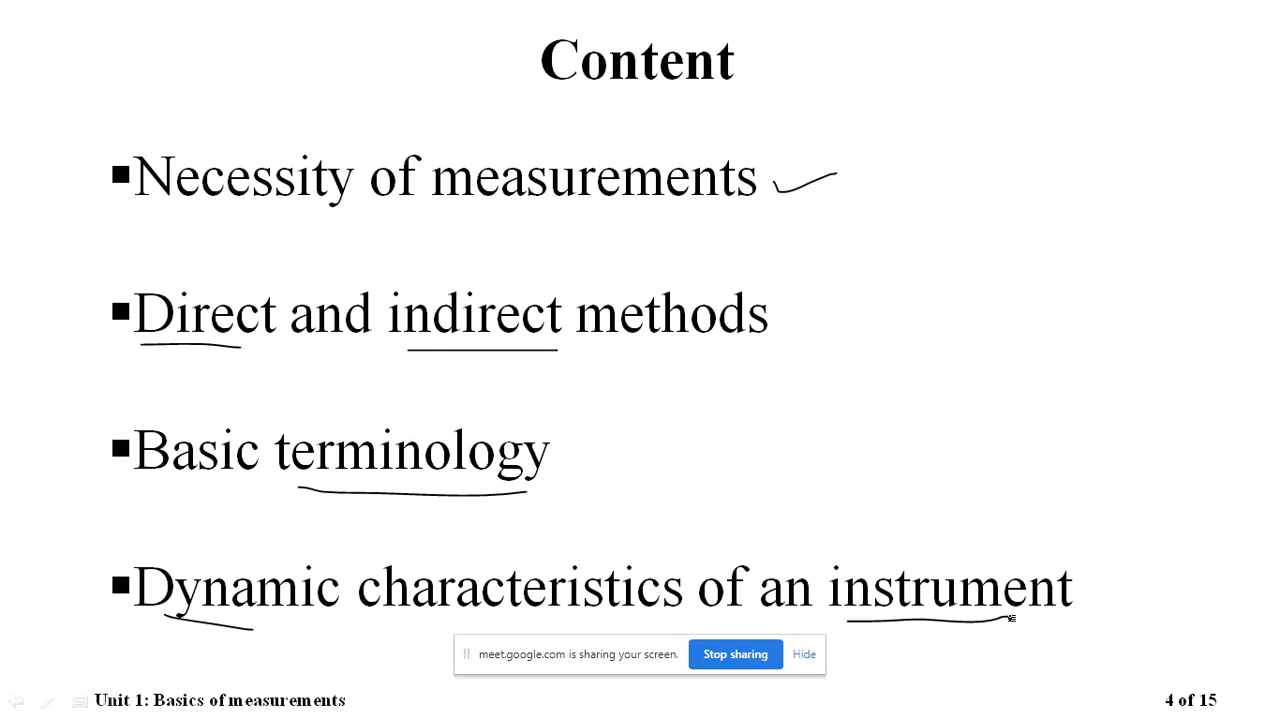 Content
▪Necessity of measurements
▪Direct and indirect methods
▪Basic terminology
▪Dynamic characteristics of an instrument
meet.google.com is sharing your screen. Stop sharing Hide
Unit 1: Basics of measurements 4 of 15